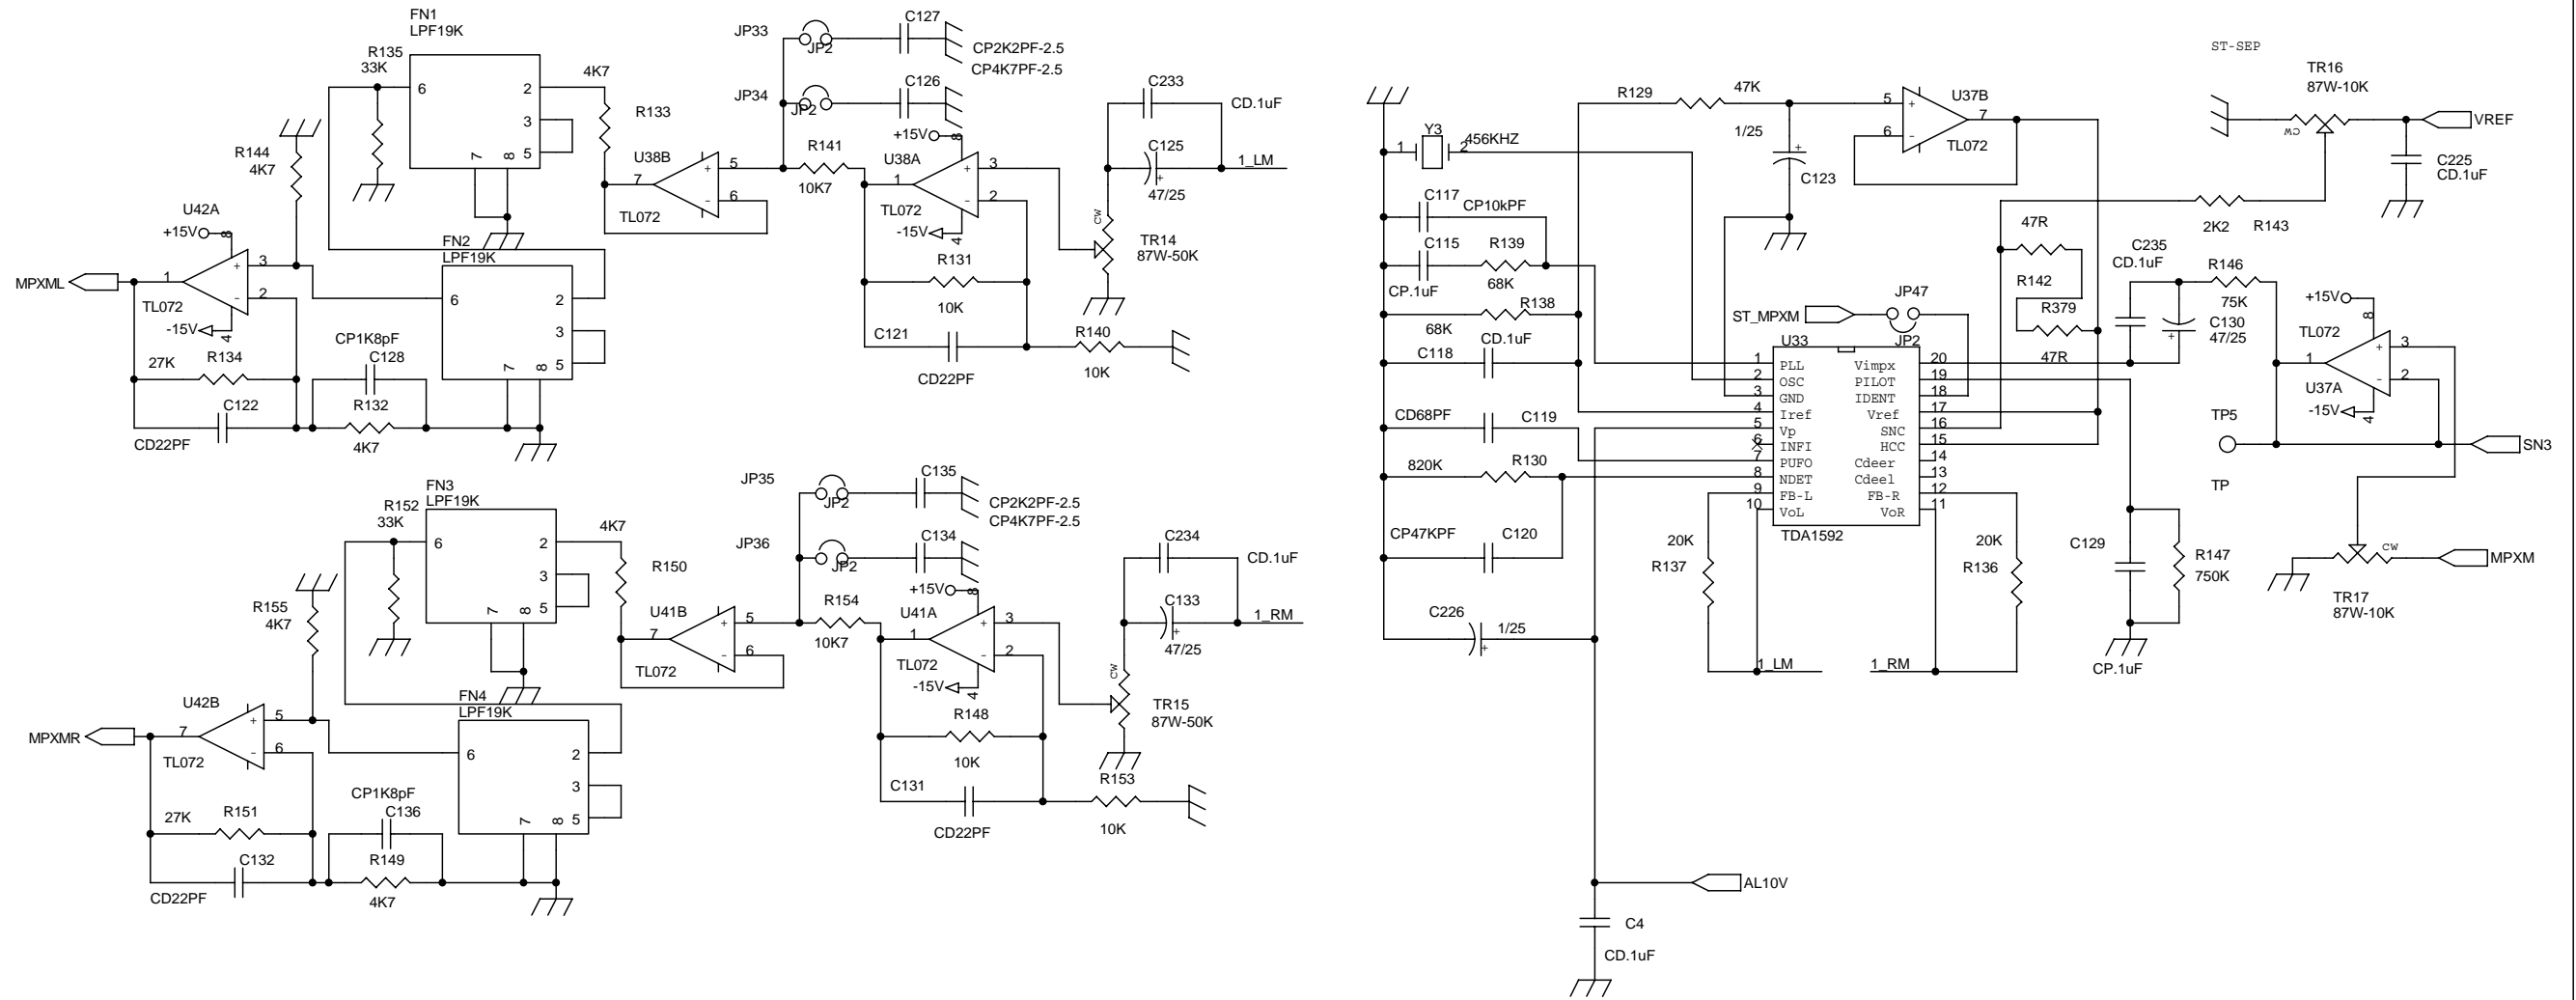 FN1
LPF19K
R135
33K
6
2
3
5
7
8
4K7
R133
R144
4K7
U42A
+15V
8
MPXML
1
3
2
TL072
-15V
4
27K
R134
CP1K8pF
C128
C122
R132
CD22PF
4K7
FN2
LPF19K
6
2
3
5
7
8
U38B
7
5
6
TL072
JP33
JP2
C127
CP2K2PF-2.5
CP4K7PF-2.5
JP34
JP2
C126
+15V
8
R141
10K7
U38A
1
3
2
TL072
-15V
4
R131
10K
C121
CD22PF
R140
10K
C233
CD.1uF
C125
47/25
1_LM
CW
TR14
87W-50K
FN3
LPF19K
R152
33K
6
2
3
5
7
8
4K7
R150
R155
4K7
U42B
MPXMR
7
5
6
TL072
27K
R151
CP1K8pF
C136
C132
R149
CD22PF
4K7
FN4
LPF19K
6
2
3
5
7
8
U41B
7
5
6
TL072
JP35
JP2
C135
CP2K2PF-2.5
CP4K7PF-2.5
JP36
JP2
C134
+15V
8
R154
10K7
U41A
1
3
2
TL072
-15V
4
R148
10K
C131
CD22PF
R153
10K
C234
CD.1uF
C133
47/25
1_RM
CW
TR15
87W-50K
Y3
1
2
456KHZ
C117
CP10kPF
C115
CP.1uF
R139
68K
R138
68K
CD.1uF
C118
CD68PF
C119
820K
R130
CP47KPF
C120
C226
1/25
R129
47K
1/25
C123
5
6
7
U37B
TL072
ST-SEP
TR16
87W-10K
CW
VREF
C225
CD.1uF
2K2
R143
47R
R142
R379
47R
ST_MPXM
JP47
JP2
U33
1
2
3
4
5
6
7
8
9
10
PLL
OSC
GND
Iref
Vp
INFI
PUFO
NDET
FB-L
VoL
Vimpx
PILOT
IDENT
Vref
SNC
HCC
Cdeer
Cdeel
FB-R
VoR
20
19
18
17
16
15
14
13
12
11
TDA1592
20K
R137
20K
R136
1_LM
1_RM
C235
CD.1uF
R146
75K
C130
47/25
+15V
8
TL072
1
3
2
U37A
-15V
4
TP5
TP
SN3
C129
CP.1uF
R147
750K
CW
MPXM
TR17
87W-10K
AL10V
C4
CD.1uF